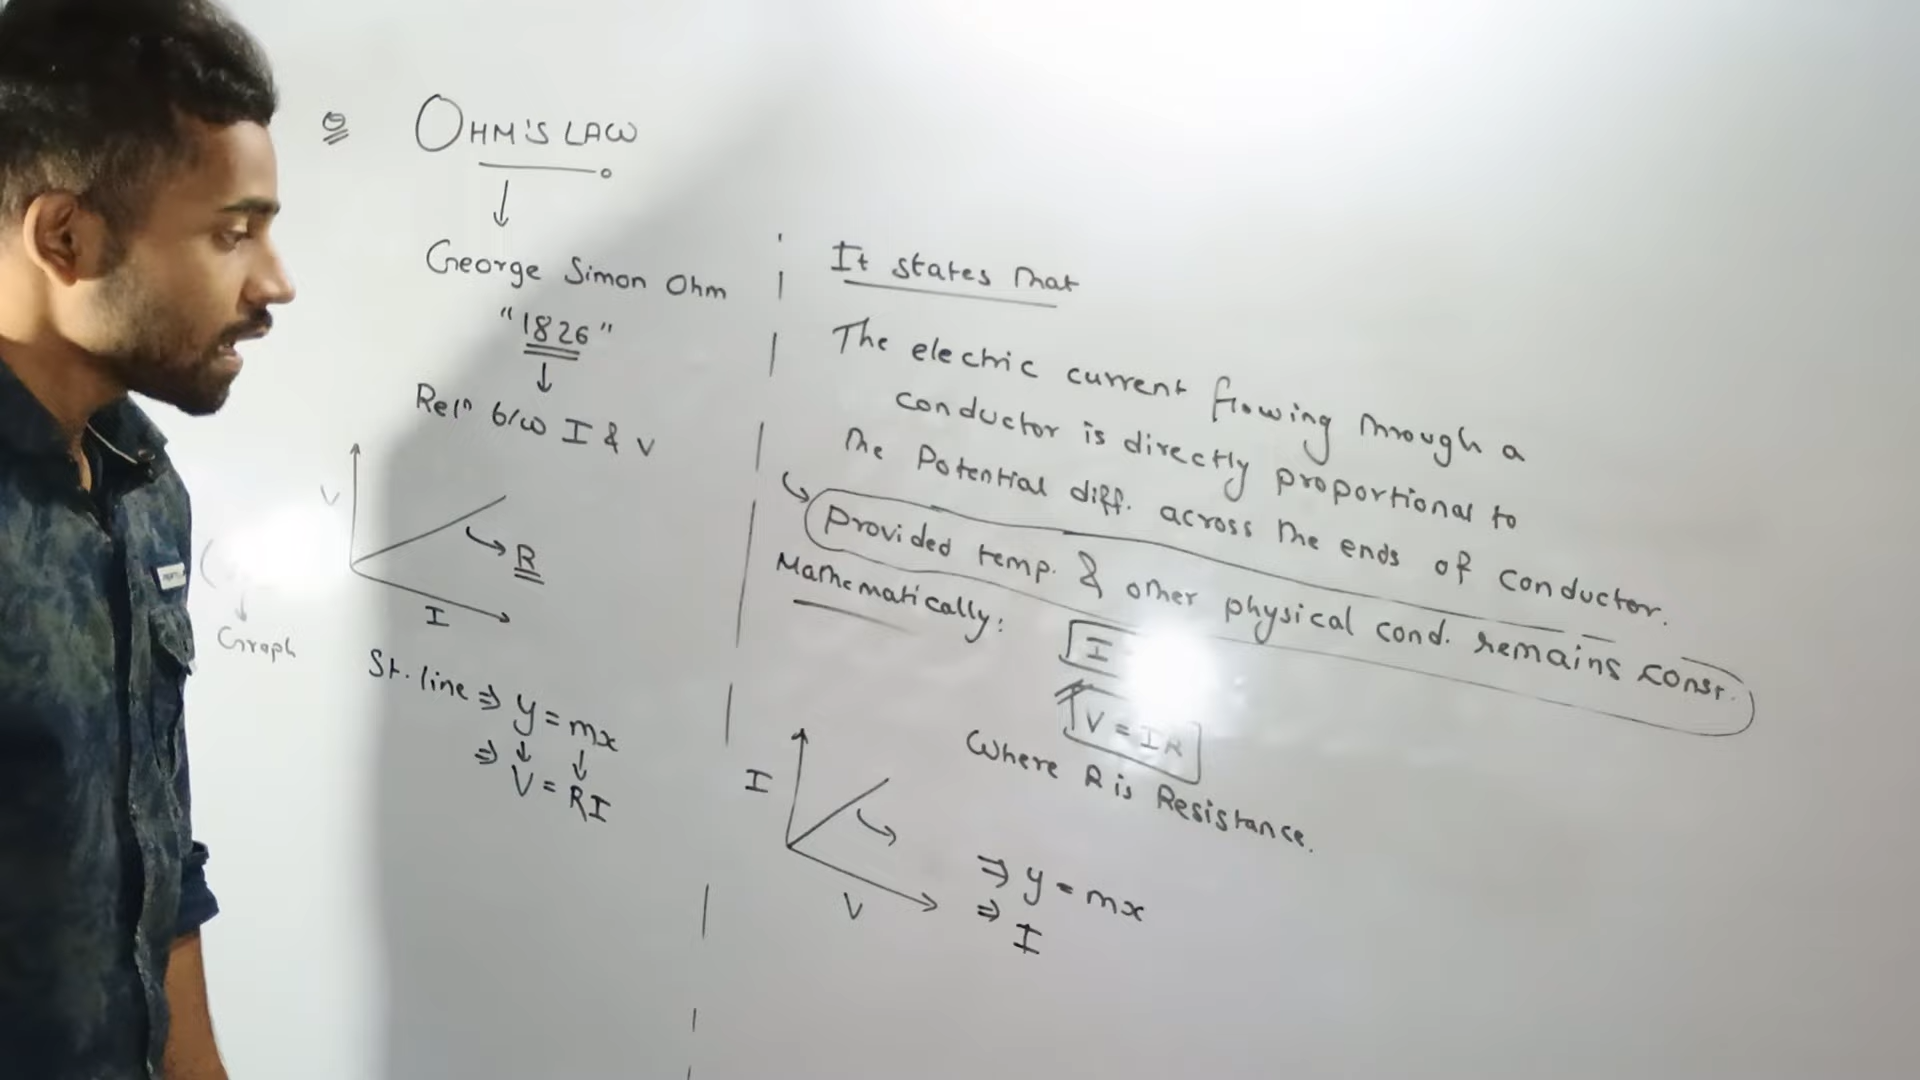 OHM'S LAW
George Simon Ohm
"1826"
Relⁿ b/w I & V
V
R
I
Graph
St. line ⇒ y = mx
⇒ V = RI
It states that
The electric current flowing through a
conductor is directly proportional to
the Potential diff. across the ends of conductor.
Provided temp. & other physical cond. remains const.
Mathematically:
I
V = IR
Where R is Resistance.
I
V
⇒ y = mx
⇒ I